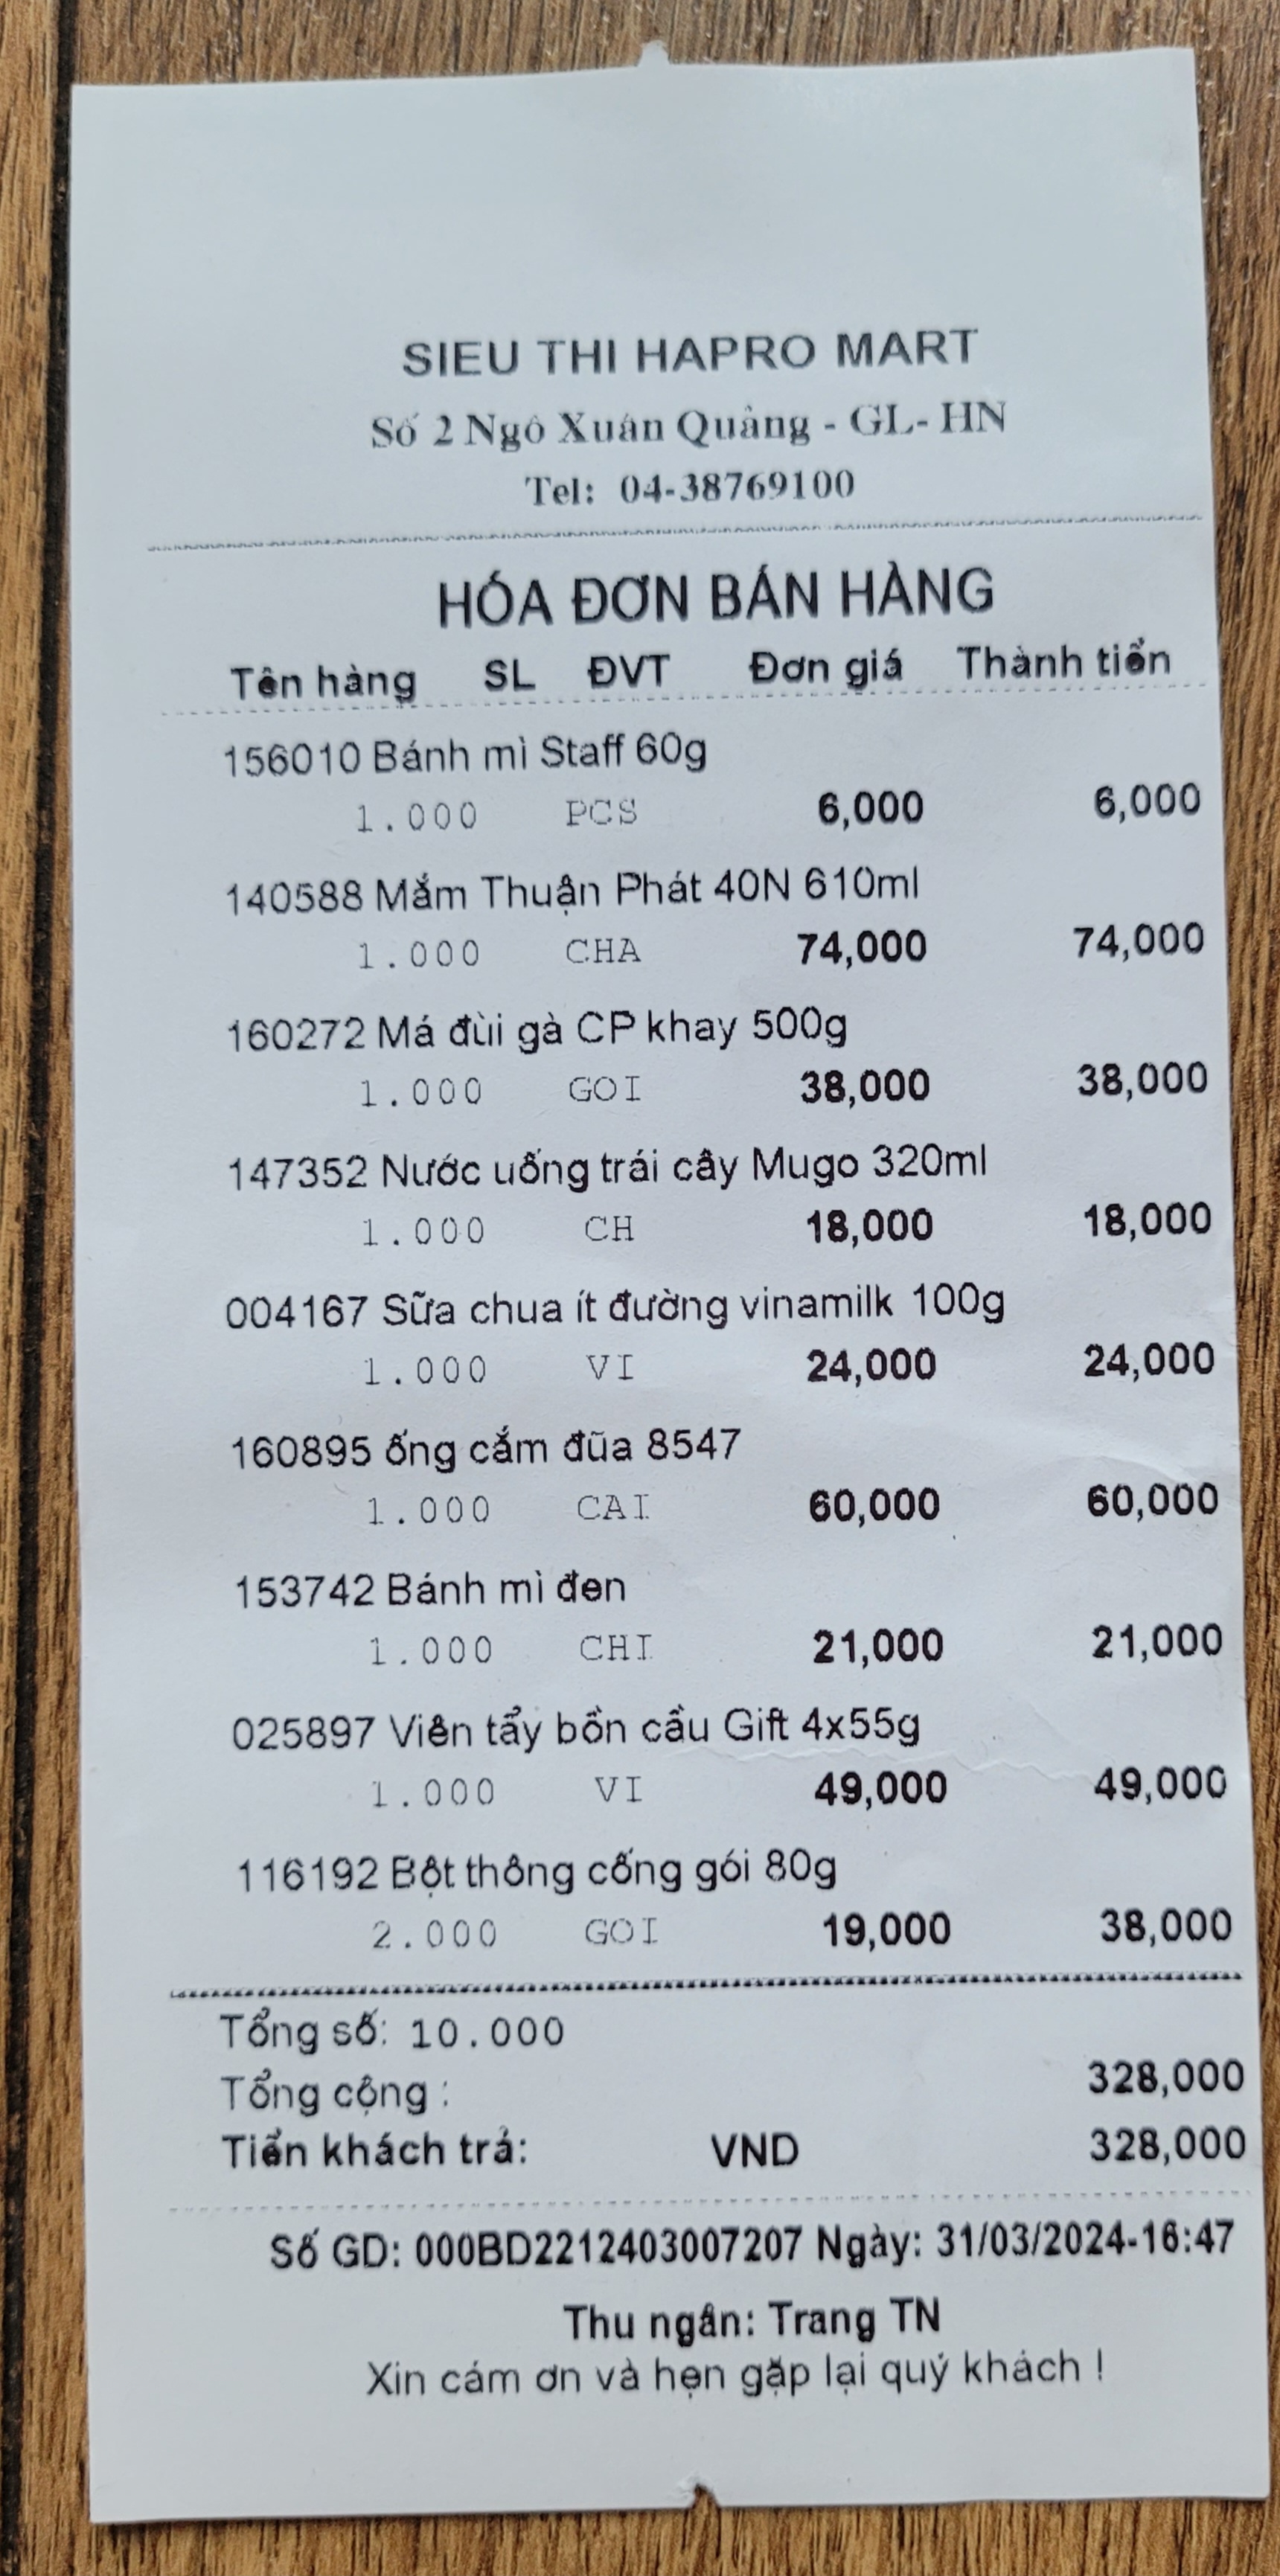 SIEU THI HAPRO MART
Số 2 Ngô Xuân Quảng - GL- HN
Tel: 04-38769100
HÓA ĐƠN BÁN HÀNG
Tên hàng SL ĐVT Đơn giá Thành tiền
156010 Bánh mì Staff 60g
1.000 PCS 6,000 6,000
140588 Mắm Thuận Phát 40N 610ml
1.000 CHA 74,000 74,000
160272 Má đùi gà CP khay 500g
1.000 GOI 38,000 38,000
147352 Nước uống trái cây Mugo 320ml
1.000 CH 18,000 18,000
004167 Sữa chua ít đường vinamilk 100g
1.000 VI 24,000 24,000
160895 ống cắm đũa 8547
1.000 CAI 60,000 60,000
153742 Bánh mì đen
1.000 CHI 21,000 21,000
025897 Viên tẩy bồn cầu Gift 4x55g
1.000 VI 49,000 49,000
116192 Bột thông cống gói 80g
2.000 GOI 19,000 38,000
Tổng số: 10.000
Tổng cộng : 328,000
Tiền khách trả: VND 328,000
Số GD: 000BD2212403007207 Ngày: 31/03/2024-16:47
Thu ngân: Trang TN
Xin cám ơn và hẹn gặp lại quý khách !